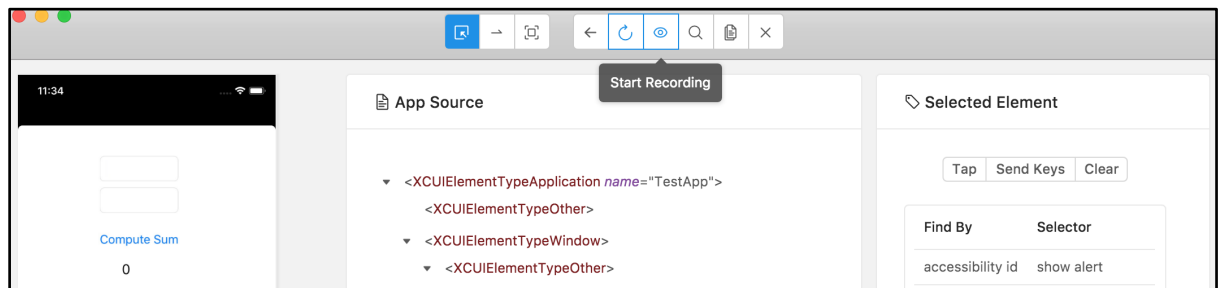 Start Recording
11:34
App Source
Selected Element
Tap Send Keys Clear
<XCUIElementTypeApplication name="TestApp">
<XCUIElementTypeOther>
<XCUIElementTypeWindow>
<XCUIElementTypeOther>
Compute Sum
0
Find By Selector
accessibility id show alert